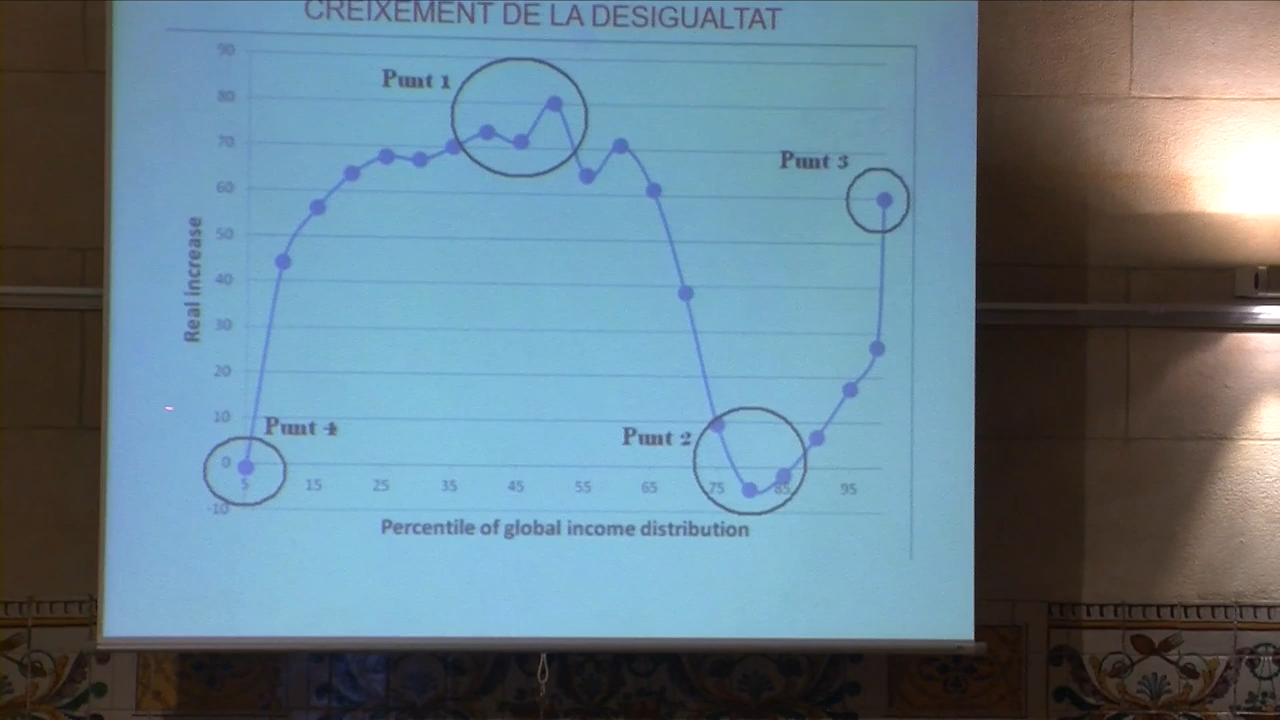 CREIXEMENT DE LA DESIGUALTAT
90
Punt 1
80
70
Punt 3
60
50
40
30
20
10
Punt 4
Punt 2
0
5 15 25 35 45 55 65 75 85 95
-10
Real increase
Percentile of global income distribution